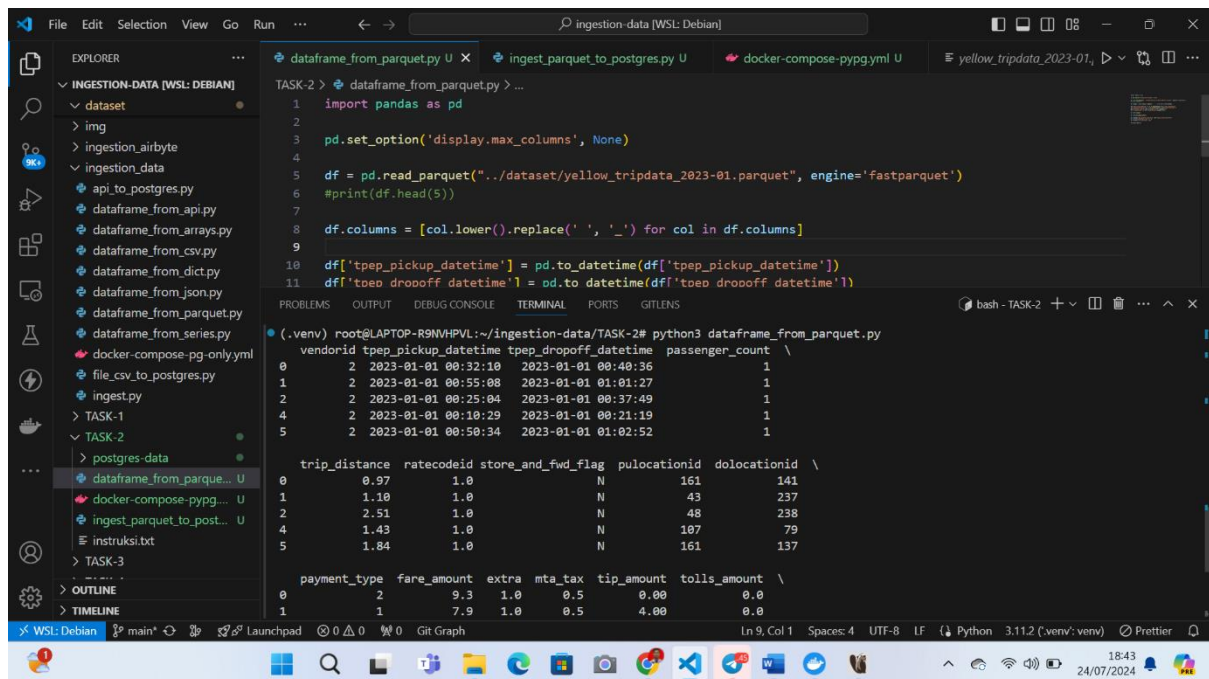 File Edit Selection View Go Run ··· ingestion-data [WSL: Debian]
EXPLORER ···
INGESTION-DATA [WSL: DEBIAN]
dataset
img
ingestion_airbyte
9K+
ingestion_data
api_to_postgres.py
dataframe_from_api.py
dataframe_from_arrays.py
dataframe_from_csv.py
dataframe_from_dict.py
dataframe_from_json.py
dataframe_from_parquet.py
dataframe_from_series.py
docker-compose-pg-only.yml
file_csv_to_postgres.py
ingest.py
TASK-1
TASK-2
postgres-data
dataframe_from_parque... U
docker-compose-pypg.... U
ingest_parquet_to_post... U
instruksi.txt
TASK-3
OUTLINE
TIMELINE
dataframe_from_parquet.py U ingest_parquet_to_postgres.py U docker-compose-pypg.yml U yellow_tripdata_2023-01.
TASK-2 > dataframe_from_parquet.py > ...
1 import pandas as pd
2
3 pd.set_option('display.max_columns', None)
4
5 df = pd.read_parquet("../dataset/yellow_tripdata_2023-01.parquet", engine='fastparquet')
6 #print(df.head(5))
7
8 df.columns = [col.lower().replace(' ', '_') for col in df.columns]
9
10 df['tpep_pickup_datetime'] = pd.to_datetime(df['tpep_pickup_datetime'])
11 df['tpep_dropoff_datetime'] = pd.to_datetime(df['tpep_dropoff_datetime'])
PROBLEMS OUTPUT DEBUG CONSOLE TERMINAL PORTS GITLENS bash - TASK-2
(.venv) root@LAPTOP-R9NVHPVL:~/ingestion-data/TASK-2# python3 dataframe_from_parquet.py
vendorid tpep_pickup_datetime tpep_dropoff_datetime passenger_count \
0 2 2023-01-01 00:32:10 2023-01-01 00:40:36 1
1 2 2023-01-01 00:55:08 2023-01-01 01:01:27 1
2 2 2023-01-01 00:25:04 2023-01-01 00:37:49 1
4 2 2023-01-01 00:10:29 2023-01-01 00:21:19 1
5 2 2023-01-01 00:50:34 2023-01-01 01:02:52 1
trip_distance ratecodeid store_and_fwd_flag pulocationid dolocationid \
0 0.97 1.0 N 161 141
1 1.10 1.0 N 43 237
2 2.51 1.0 N 48 238
4 1.43 1.0 N 107 79
5 1.84 1.0 N 161 137
payment_type fare_amount extra mta_tax tip_amount tolls_amount \
0 2 9.3 1.0 0.5 0.00 0.0
1 1 7.9 1.0 0.5 4.00 0.0
WSL: Debian main* Launchpad 0 0 0 Git Graph Ln 9, Col 1 Spaces: 4 UTF-8 LF Python 3.11.2 ('.venv': venv) Prettier
18:43
24/07/2024